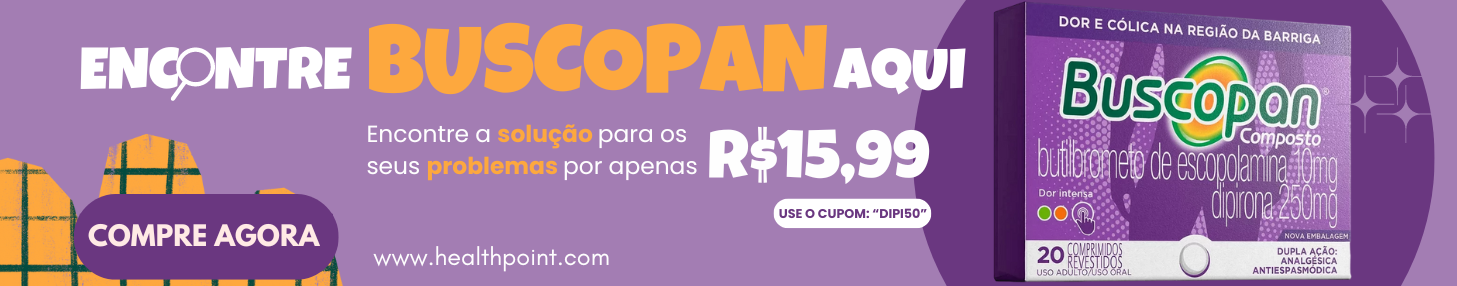 ENCONTRE BUSCOPAN AQUI
Encontre a solução para os
seus problemas por apenas
R$15,99
USE O CUPOM: “DIPI50”
COMPRE AGORA
www.healthpoint.com
DOR E CÓLICA NA REGIÃO DA BARRIGA
Buscopan®
Composto
butilbrometo de escopolamina 10mg
dipirona 250mg
Dor intensa
NOVA EMBALAGEM
20 COMPRIMIDOS
REVESTIDOS
USO ADULTO/USO ORAL
DUPLA AÇÃO:
ANALGÉSICA
ANTIESPASMÓDICA